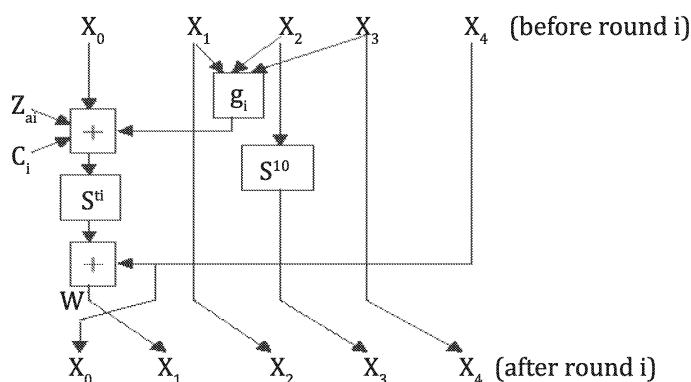 X₀ X₁ X₂ X₃ X₄ (before round i)
gᵢ
Zₐᵢ
+
Cᵢ
S¹⁰
Sᵗⁱ
+
W
X₀ X₁ X₂ X₃ X₄ (after round i)